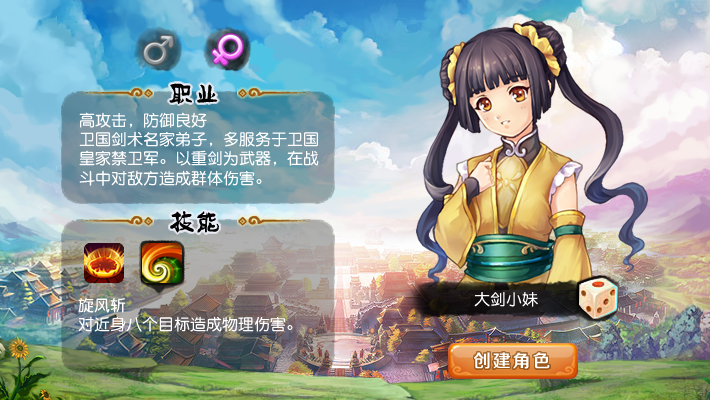 职业
高攻击，防御良好
卫国剑术名家弟子，多服务于卫国
皇家禁卫军。以重剑为武器，在战
斗中对敌方造成群体伤害。
技能
旋风斩
对近身八个目标造成物理伤害。
大剑小妹
创建角色